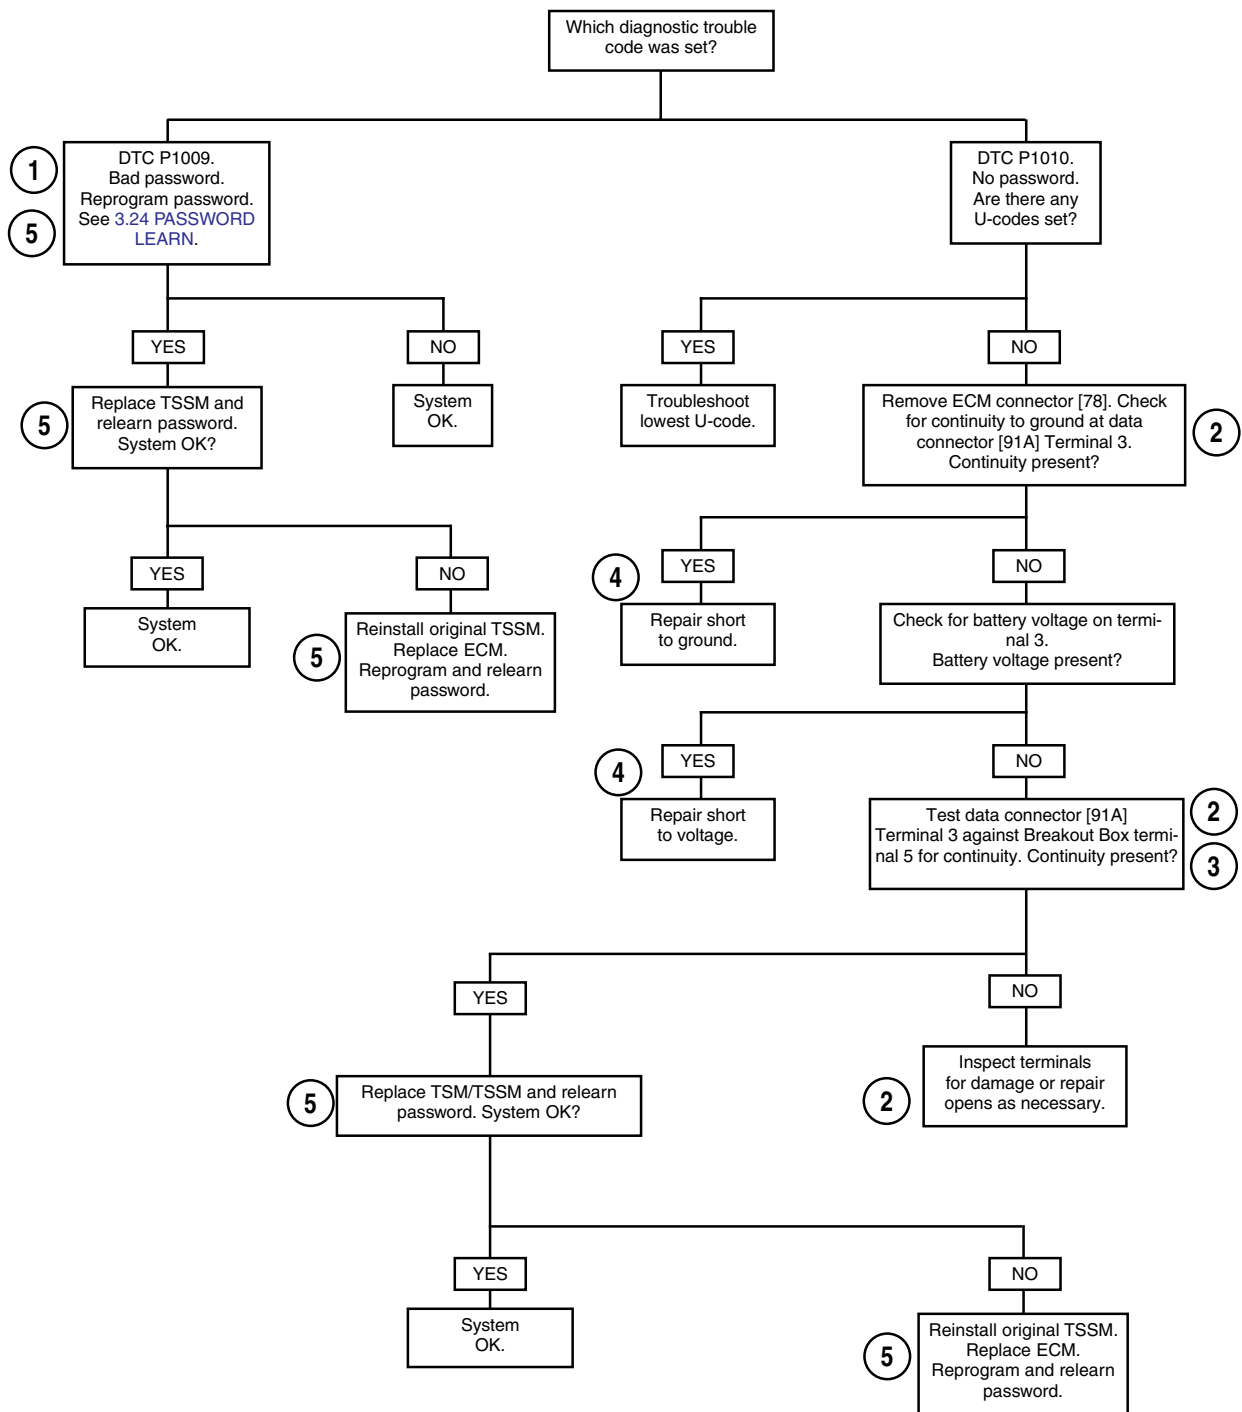 Which diagnostic trouble
code was set?
1
DTC P1009.
Bad password.
Reprogram password.
See 3.24 PASSWORD
LEARN.
5
DTC P1010.
No password.
Are there any
U-codes set?
YES
NO
YES
NO
5
Replace TSSM and
relearn password.
System OK?
System
OK.
Troubleshoot
lowest U-code.
Remove ECM connector [78]. Check
for continuity to ground at data
connector [91A] Terminal 3.
Continuity present?
2
YES
NO
4
YES
NO
System
OK.
5
Reinstall original TSSM.
Replace ECM.
Reprogram and relearn
password.
Repair short
to ground.
Check for battery voltage on termi-
nal 3.
Battery voltage present?
4
YES
NO
Repair short
to voltage.
Test data connector [91A]
Terminal 3 against Breakout Box termi-
nal 5 for continuity. Continuity present?
2
3
YES
NO
5
Replace TSM/TSSM and relearn
password. System OK?
2
Inspect terminals
for damage or repair
opens as necessary.
YES
NO
System
OK.
5
Reinstall original TSSM.
Replace ECM.
Reprogram and relearn
password.